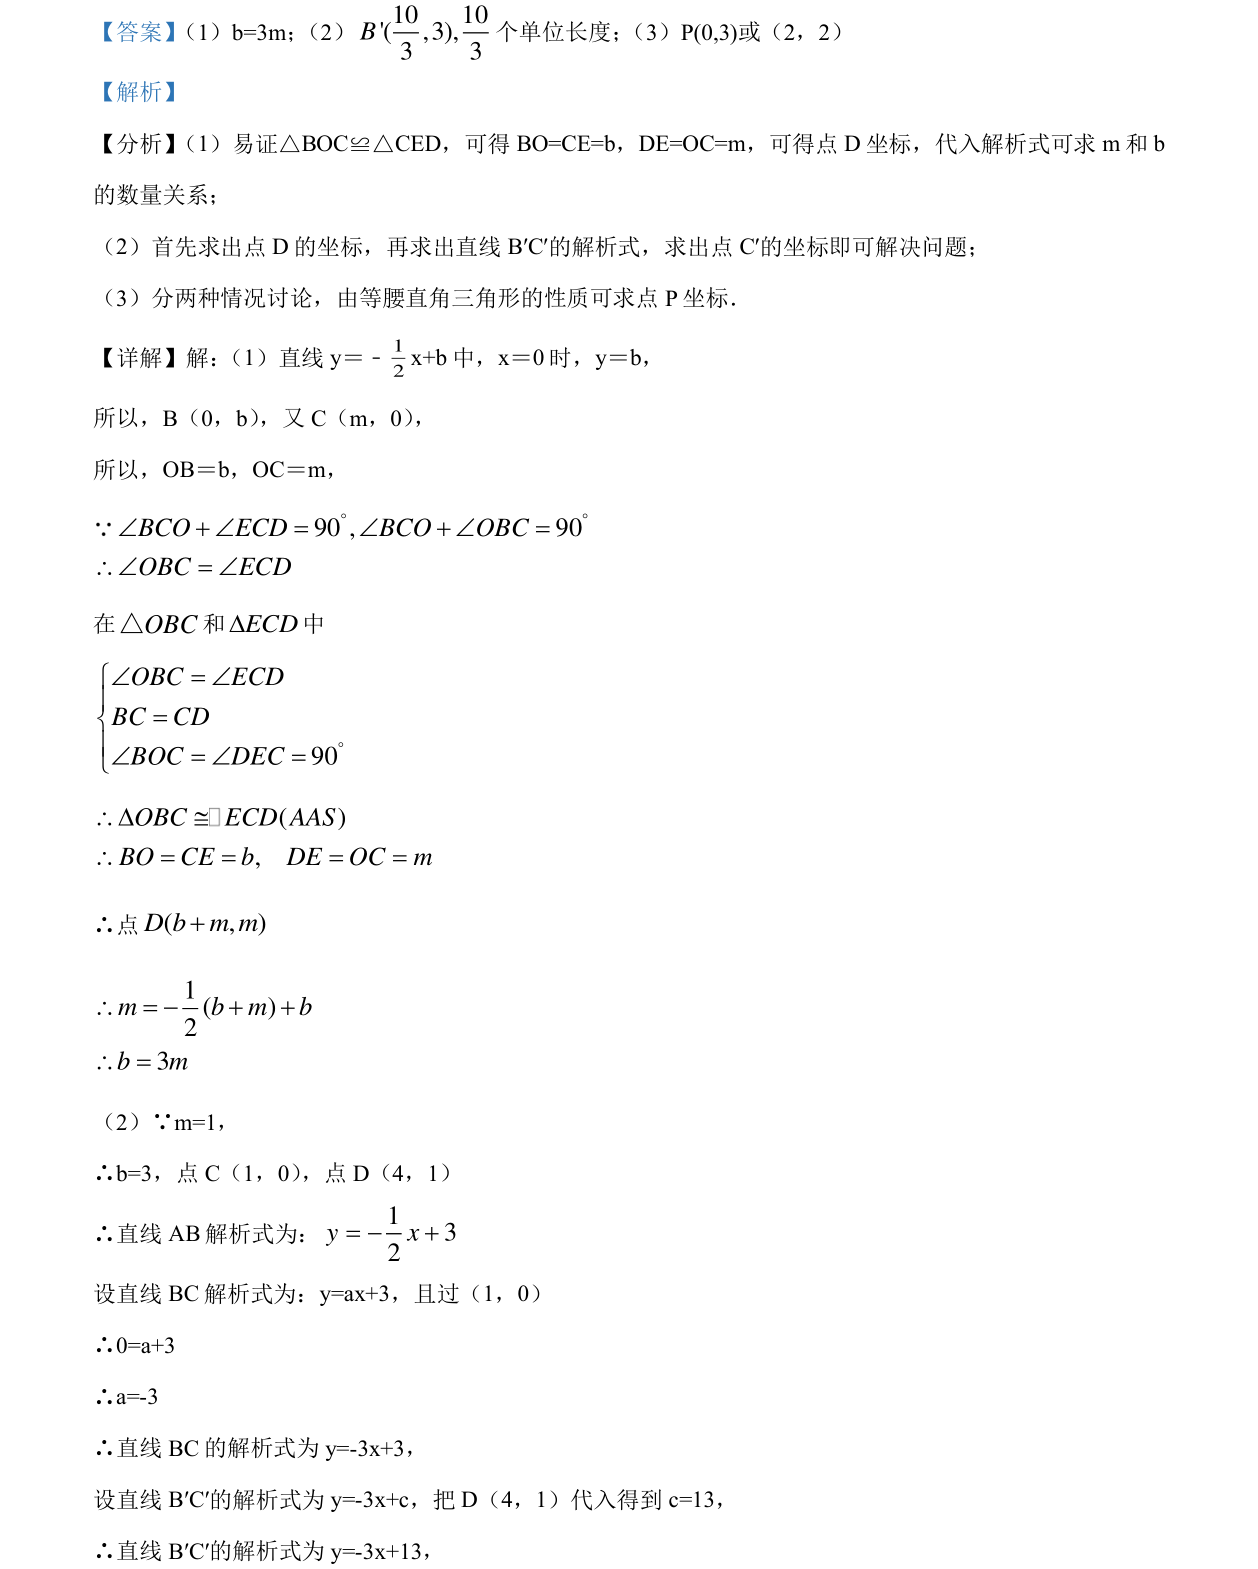 【答案】（1）b=3m；（2）B'(10/3,3),10/3 个单位长度；（3）P(0,3)或（2，2）
【解析】
【分析】（1）易证△BOC≌△CED，可得 BO=CE=b，DE=OC=m，可得点 D 坐标，代入解析式可求 m 和 b
的数量关系；
（2）首先求出点 D 的坐标，再求出直线 B′C′的解析式，求出点 C′的坐标即可解决问题；
（3）分两种情况讨论，由等腰直角三角形的性质可求点 P 坐标．
【详解】解：（1）直线 y＝﹣1/2 x+b 中，x＝0 时，y＝b，
所以，B（0，b），又 C（m，0），
所以，OB＝b，OC＝m，
∵∠BCO+∠ECD=90°,∠BCO+∠OBC=90°
∴∠OBC=∠ECD
在△OBC 和 ΔECD 中
{∠OBC=∠ECD
BC=CD
∠BOC=∠DEC=90°
∴ΔOBC≅□ECD(AAS)
∴BO=CE=b, DE=OC=m
∴点 D(b+m,m)
∴m=−1/2(b+m)+b
∴b=3m
（2）∵m=1，
∴b=3，点 C（1，0），点 D（4，1）
∴直线 AB 解析式为：y=−1/2 x+3
设直线 BC 解析式为：y=ax+3，且过（1，0）
∴0=a+3
∴a=-3
∴直线 BC 的解析式为 y=-3x+3，
设直线 B′C′的解析式为 y=-3x+c，把 D（4，1）代入得到 c=13，
∴直线 B′C′的解析式为 y=-3x+13，